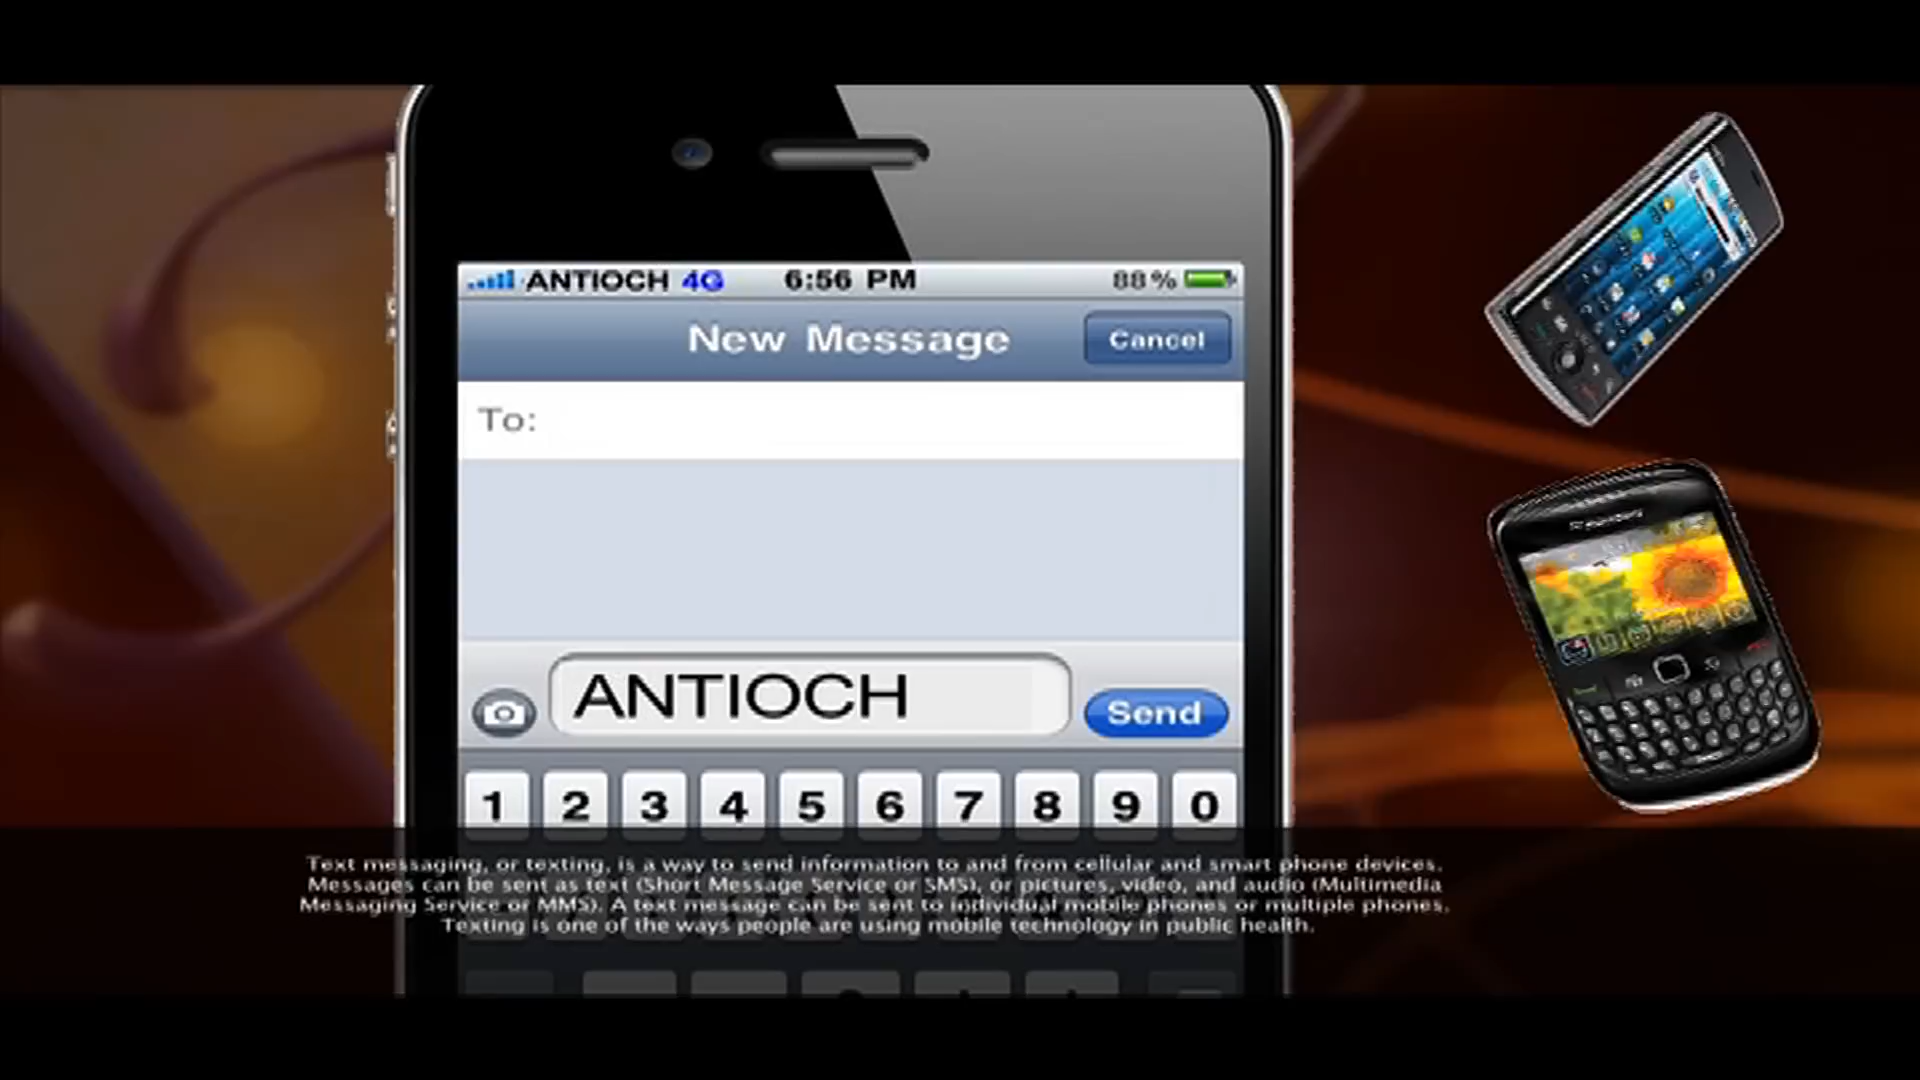 ANTIOCH 4G 6:56 PM 88%
New Message Cancel
To:
ANTIOCH
Send
1 2 3 4 5 6 7 8 9 0
Text messaging, or texting, is a way to send information to and from cellular and smart phone devices.
Messages can be sent as text (Short Message Service or SMS), or pictures, video, and audio (Multimedia
Messaging Service or MMS). A text message can be sent to individual mobile phones or multiple phones.
Texting is one of the ways people are using mobile technology in public health.